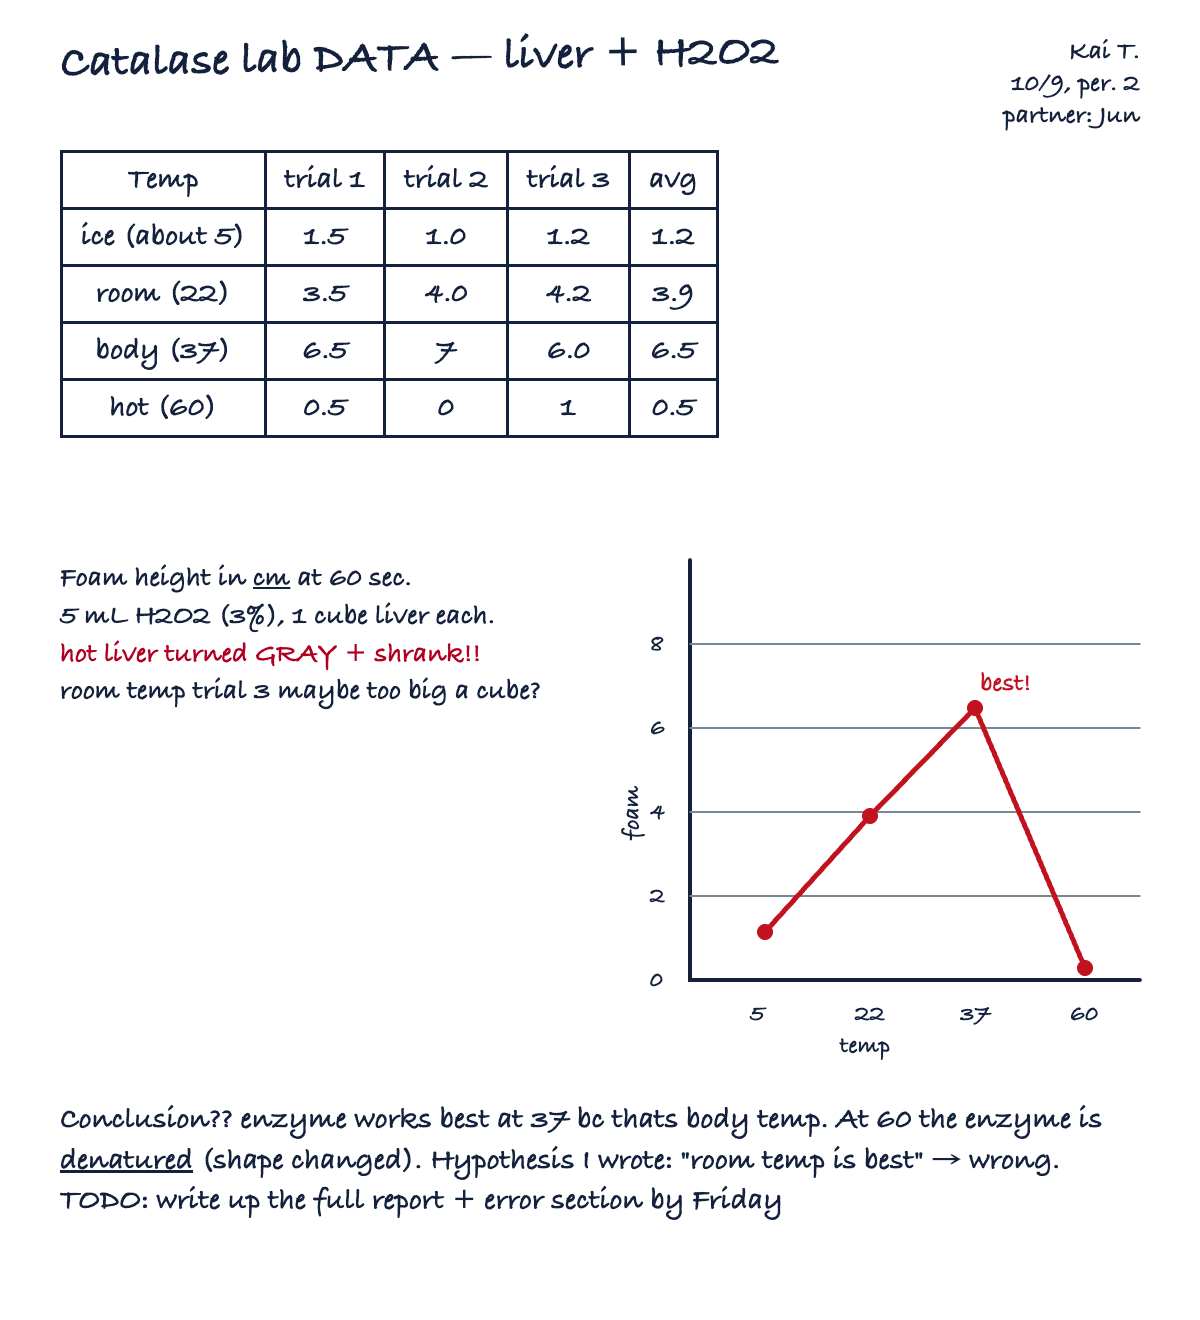 Catalase lab DATA — liver + H2O2
Kai T.
10/9, per. 2
partner: Jun
Temp trial 1 trial 2 trial 3 avg
ice (about 5) 1.5 1.0 1.2 1.2
room (22) 3.5 4.0 4.2 3.9
body (37) 6.5 7 6.0 6.5
hot (60) 0.5 0 1 0.5
Foam height in cm at 60 sec.
5 mL H2O2 (3%), 1 cube liver each.
hot liver turned GRAY + shrank!!
room temp trial 3 maybe too big a cube?
8
best!
6
foam
4
2
0
5 22 37 60
temp
Conclusion?? enzyme works best at 37 bc thats body temp. At 60 the enzyme is
denatured (shape changed). Hypothesis I wrote: "room temp is best" → wrong.
TODO: write up the full report + error section by Friday